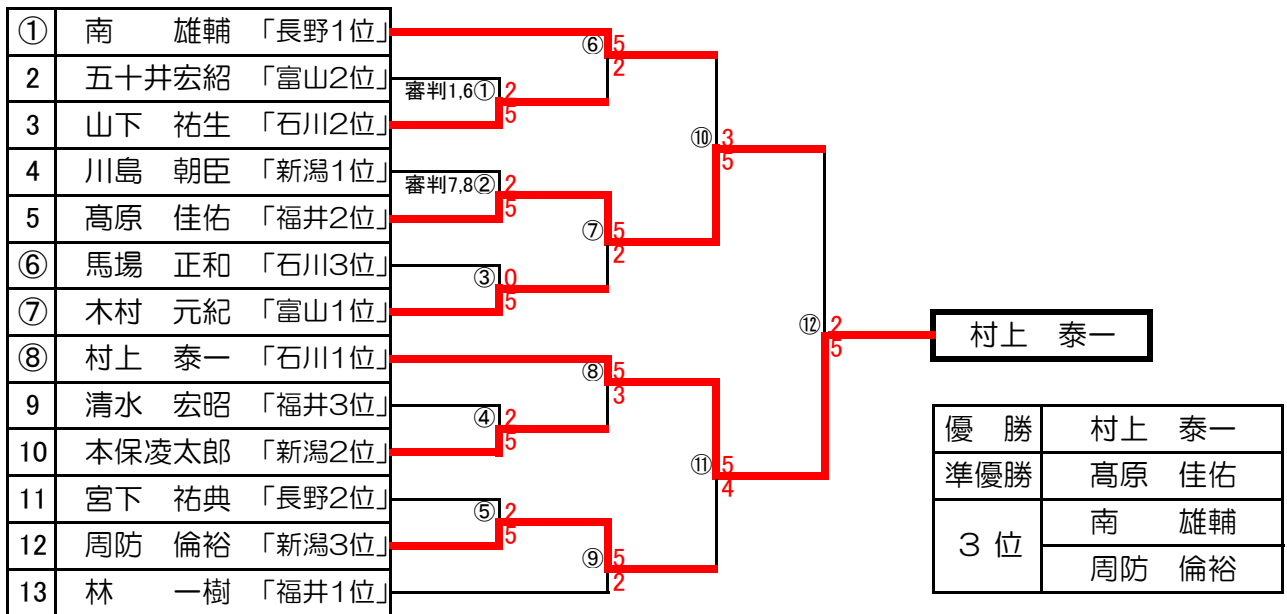 ① 南 雄輔 「長野1位」
2 五十井宏紹 「富山2位」
3 山下 祐生 「石川2位」
4 川島 朝臣 「新潟1位」
5 髙原 佳佑 「福井2位」
⑥ 馬場 正和 「石川3位」
⑦ 木村 元紀 「富山1位」
⑧ 村上 泰一 「石川1位」
9 清水 宏昭 「福井3位」
10 本保凌太郎 「新潟2位」
11 宮下 祐典 「長野2位」
12 周防 倫裕 「新潟3位」
13 林 一樹 「福井1位」
審判1,6① 2
5
審判7,8② 2
5
③ 0
5
④ 2
5
⑤ 2
5
⑥ 5
2
⑦ 5
2
⑧ 5
3
⑨ 5
2
⑩ 3
5
⑪ 5
4
⑫ 2
5
村上 泰一
優 勝 村上 泰一
準優勝 髙原 佳佑
3 位 南 雄輔
周防 倫裕